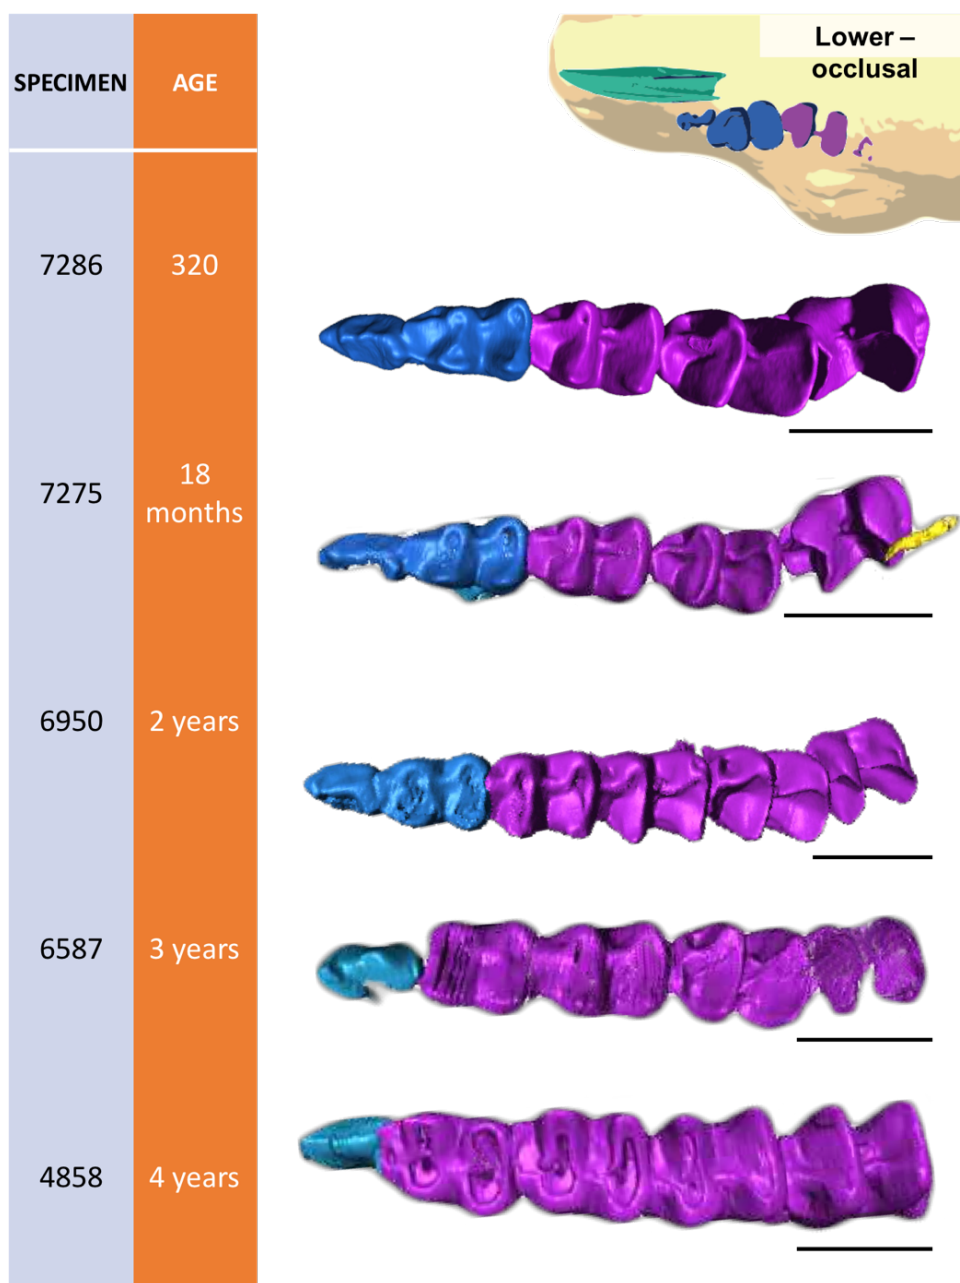 SPECIMEN AGE
Lower –
occlusal
7286 320
7275 18
months
6950 2 years
6587 3 years
4858 4 years